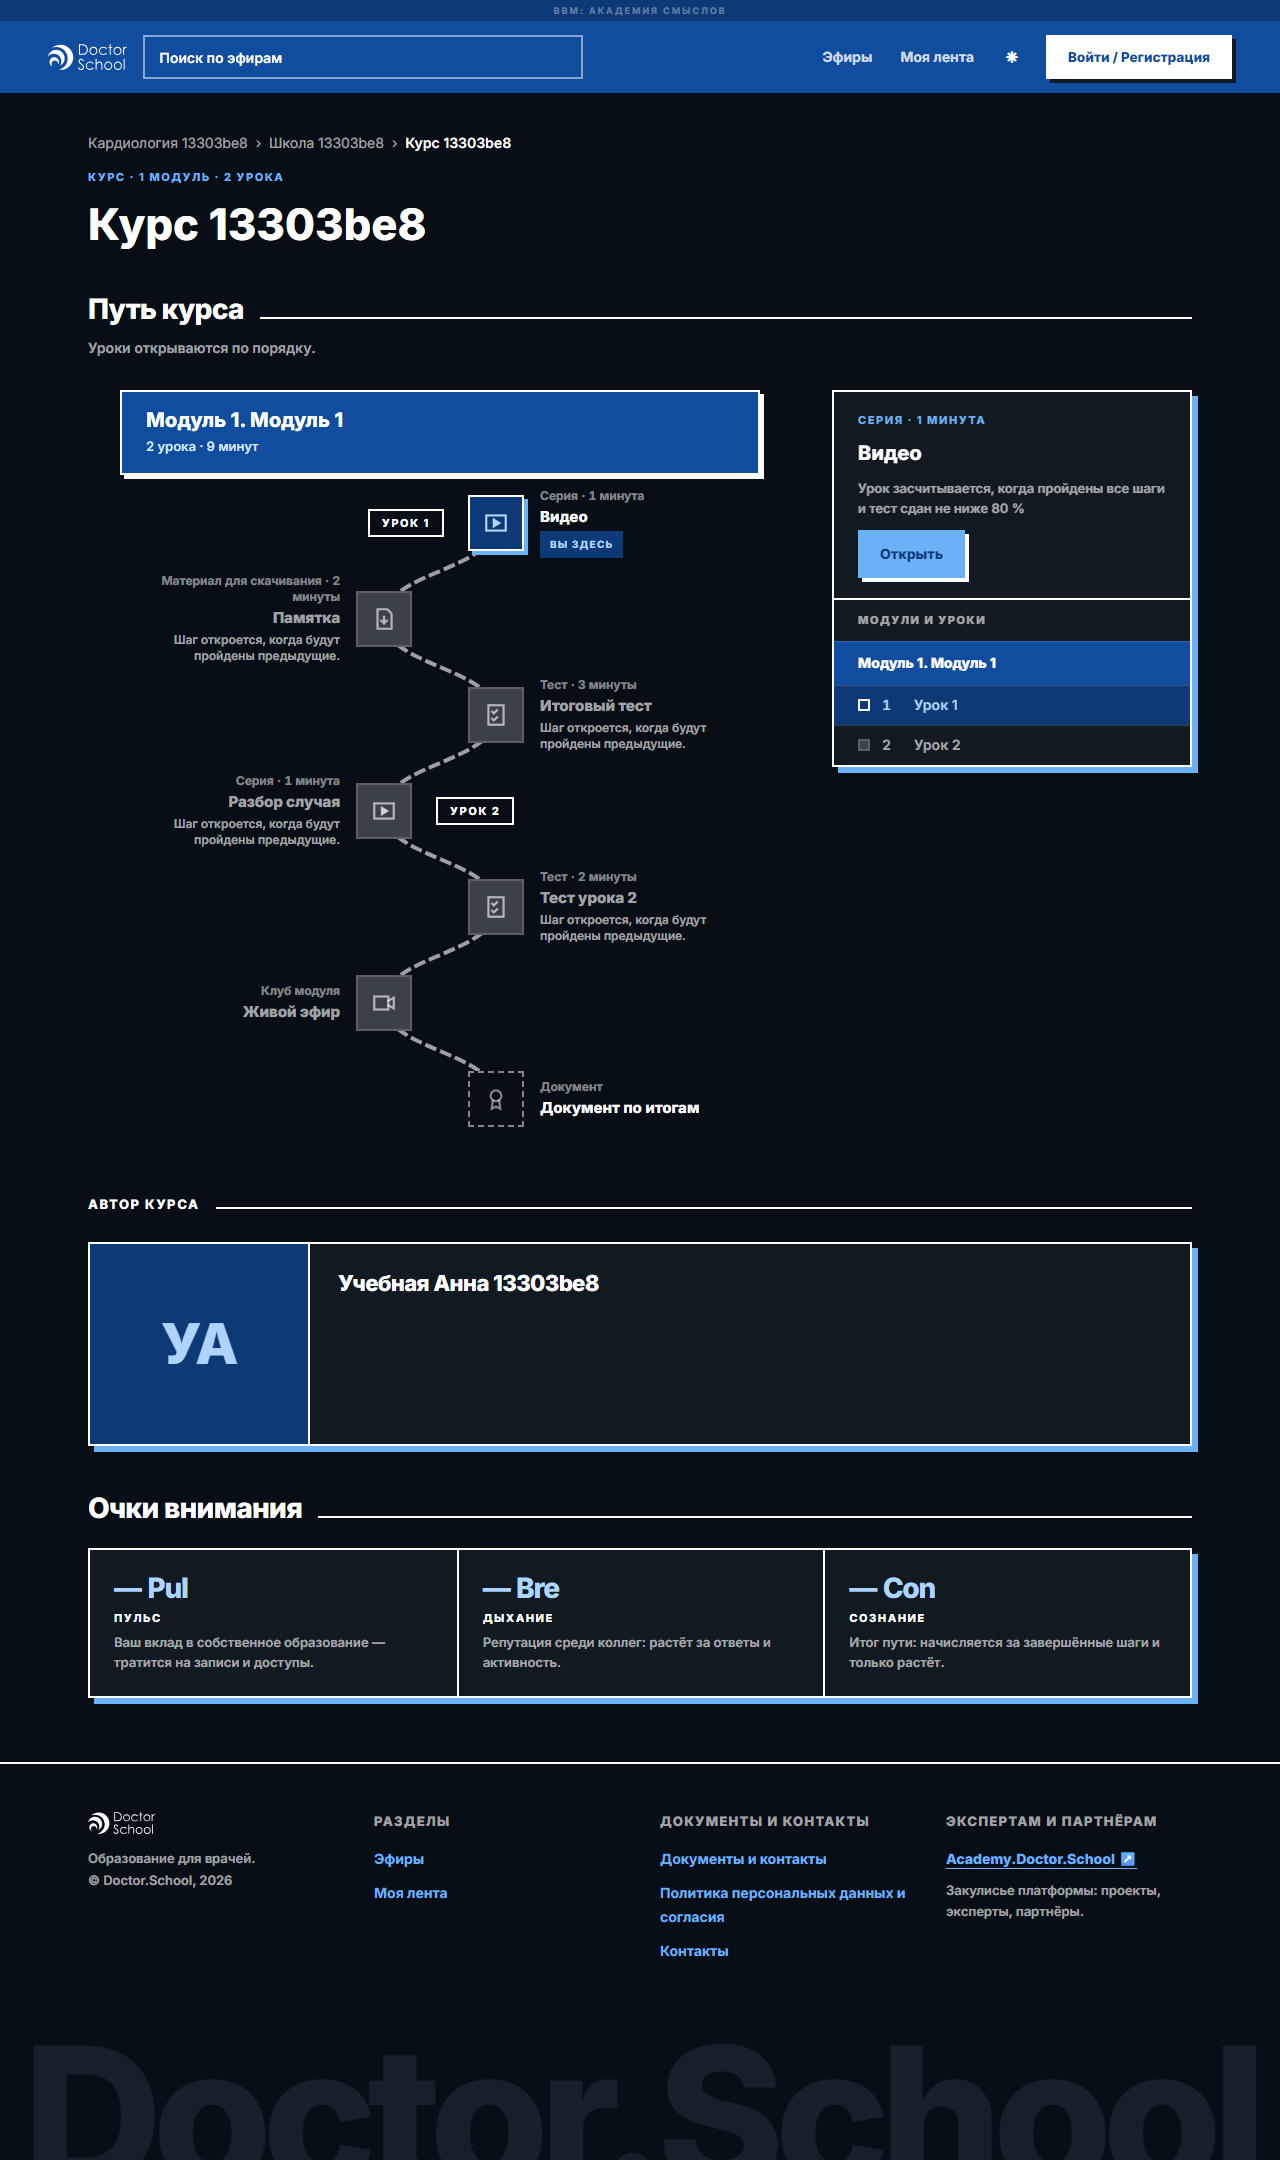 ВВМ: АКАДЕМИЯ СМЫСЛОВ
Doctor
School
Поиск по эфирам
Эфиры
Моя лента
Войти / Регистрация
Кардиология 13303be8 › Школа 13303be8 › Курс 13303be8
КУРС · 1 МОДУЛЬ · 2 УРОКА
Курс 13303be8
Путь курса
Уроки открываются по порядку.
Модуль 1. Модуль 1
2 урока · 9 минут
УРОК 1
Серия · 1 минута
Видео
ВЫ ЗДЕСЬ
Материал для скачивания · 2
минуты
Памятка
Шаг откроется, когда будут
пройдены предыдущие.
Тест · 3 минуты
Итоговый тест
Шаг откроется, когда будут
пройдены предыдущие.
Серия · 1 минута
Разбор случая
Шаг откроется, когда будут
пройдены предыдущие.
УРОК 2
Тест · 2 минуты
Тест урока 2
Шаг откроется, когда будут
пройдены предыдущие.
Клуб модуля
Живой эфир
Документ
Документ по итогам
СЕРИЯ · 1 МИНУТА
Видео
Урок засчитывается, когда пройдены все шаги
и тест сдан не ниже 80 %
Открыть
МОДУЛИ И УРОКИ
Модуль 1. Модуль 1
1 Урок 1
2 Урок 2
АВТОР КУРСА
УА
Учебная Анна 13303be8
Очки внимания
— Pul
ПУЛЬС
Ваш вклад в собственное образование —
тратится на записи и доступы.
— Bre
ДЫХАНИЕ
Репутация среди коллег: растёт за ответы и
активность.
— Con
СОЗНАНИЕ
Итог пути: начисляется за завершённые шаги и
только растёт.
Doctor
School
Образование для врачей.
© Doctor.School, 2026
РАЗДЕЛЫ
Эфиры
Моя лента
ДОКУМЕНТЫ И КОНТАКТЫ
Документы и контакты
Политика персональных данных и
согласия
Контакты
ЭКСПЕРТАМ И ПАРТНЁРАМ
Academy.Doctor.School
Закулисье платформы: проекты,
эксперты, партнёры.
Doctor.School